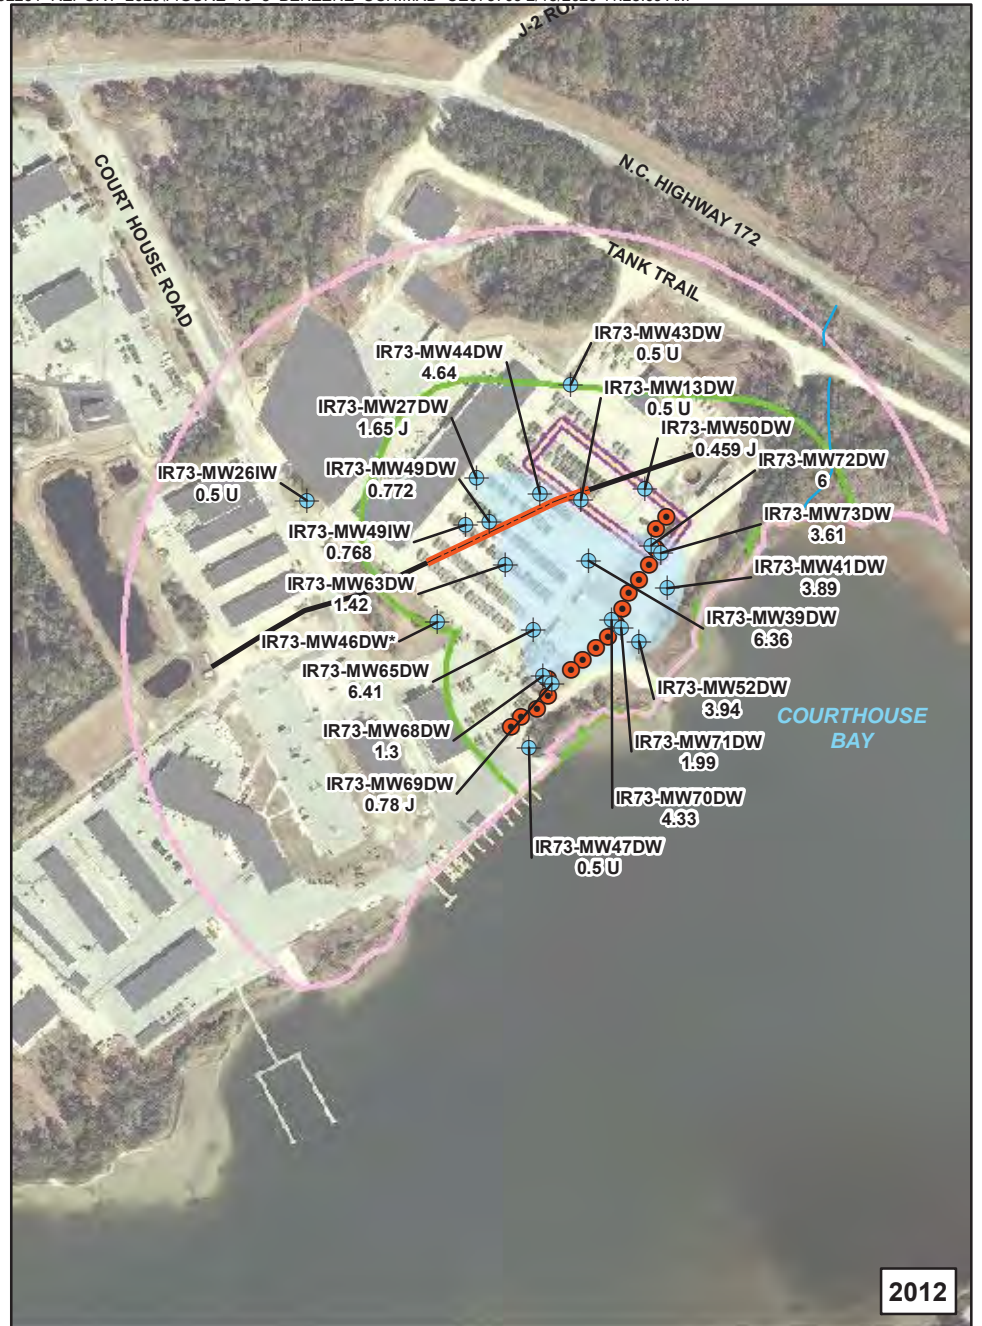 J-2 RO
COURT HOUSE ROAD
N.C. HIGHWAY 172
TANK TRAIL
IR73-MW43DW
0.5 U
IR73-MW44DW
4.64
IR73-MW13DW
0.5 U
IR73-MW27DW
1.65 J
IR73-MW50DW
0.459 J
IR73-MW72DW
6
IR73-MW26IW
0.5 U
IR73-MW49DW
0.772
IR73-MW73DW
3.61
IR73-MW49IW
0.768
IR73-MW41DW
3.89
IR73-MW63DW
1.42
IR73-MW39DW
6.36
IR73-MW46DW*
IR73-MW65DW
6.41
IR73-MW52DW
3.94
COURTHOUSE
BAY
IR73-MW68DW
1.3
IR73-MW71DW
1.99
IR73-MW69DW
0.78 J
IR73-MW70DW
4.33
IR73-MW47DW
0.5 U
2012